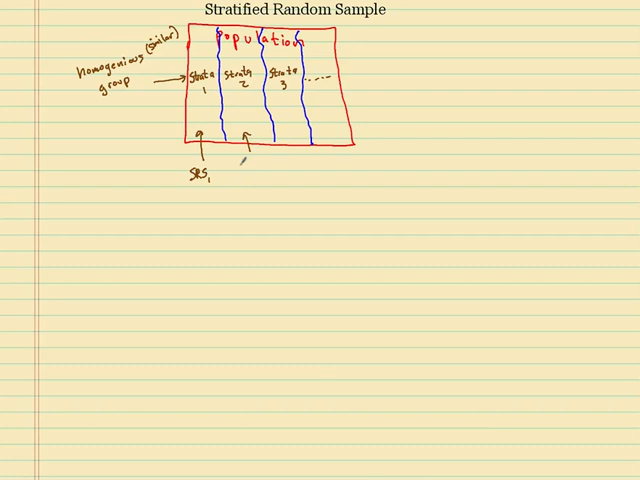 Stratified Random Sample
Population
homogenious (similar)
group
Strata
1
Strata
2
Strata
3
.....
SRS₁